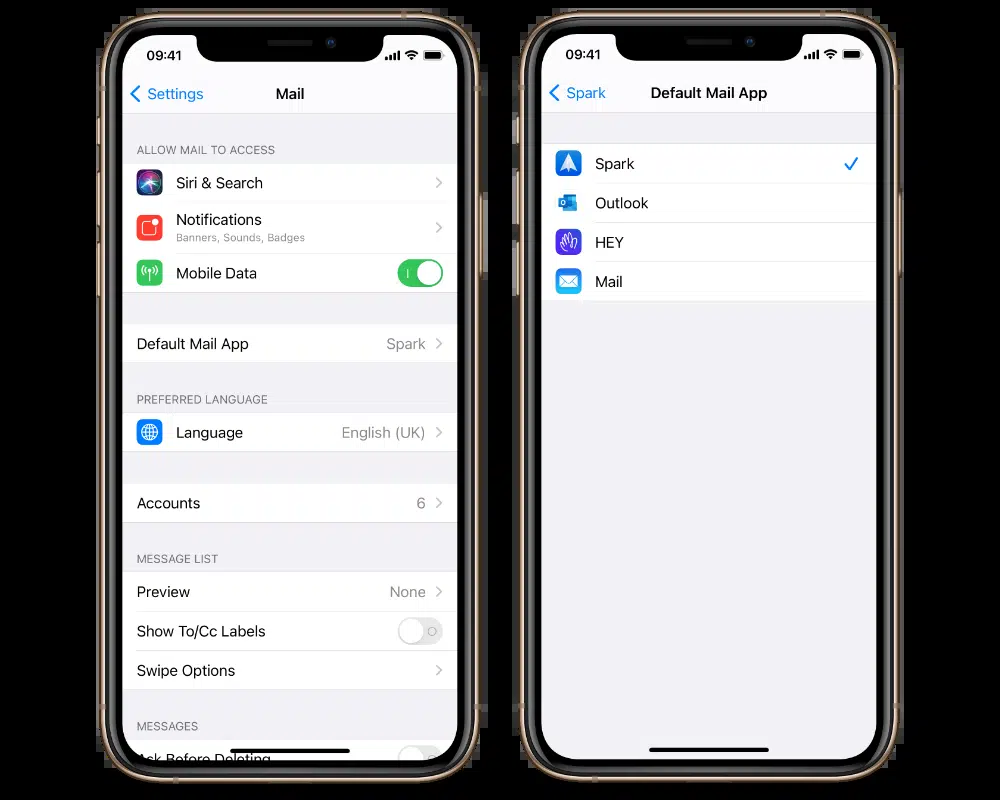 09:41
Settings
Mail
ALLOW MAIL TO ACCESS
Siri & Search
Notifications
Banners, Sounds, Badges
Mobile Data
Default Mail App
Spark
PREFERRED LANGUAGE
Language
English (UK)
Accounts
6
MESSAGE LIST
Preview
None
Show To/Cc Labels
Swipe Options
MESSAGES
Ask Before Deleting
09:41
Spark
Default Mail App
Spark
Outlook
HEY
Mail